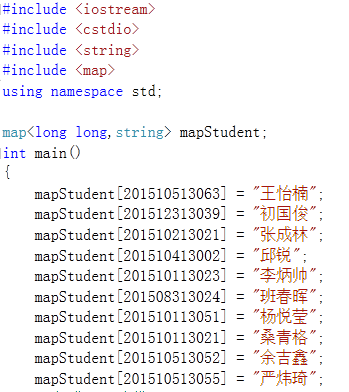 #include <iostream>
#include <cstdio>
#include <string>
#include <map>
using namespace std;
map<long long,string> mapStudent;
int main()
{
mapStudent[201510513063] = "王怡楠";
mapStudent[201512313039] = "初国俊";
mapStudent[201510213021] = "张成林";
mapStudent[201510413002] = "邱锐";
mapStudent[201510113023] = "李炳帅";
mapStudent[201508313024] = "班春晖";
mapStudent[201510113051] = "杨悦莹";
mapStudent[201510113021] = "桑青格";
mapStudent[201510513052] = "余吉鑫";
mapStudent[201510513055] = "严炜琦";